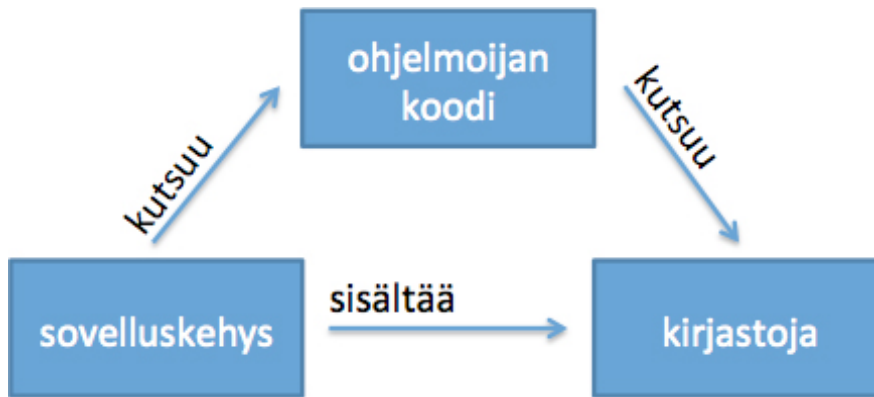 ohjelmoijan
koodi
kutsuu
kutsuu
sisältää
sovelluskehys
kirjastoja